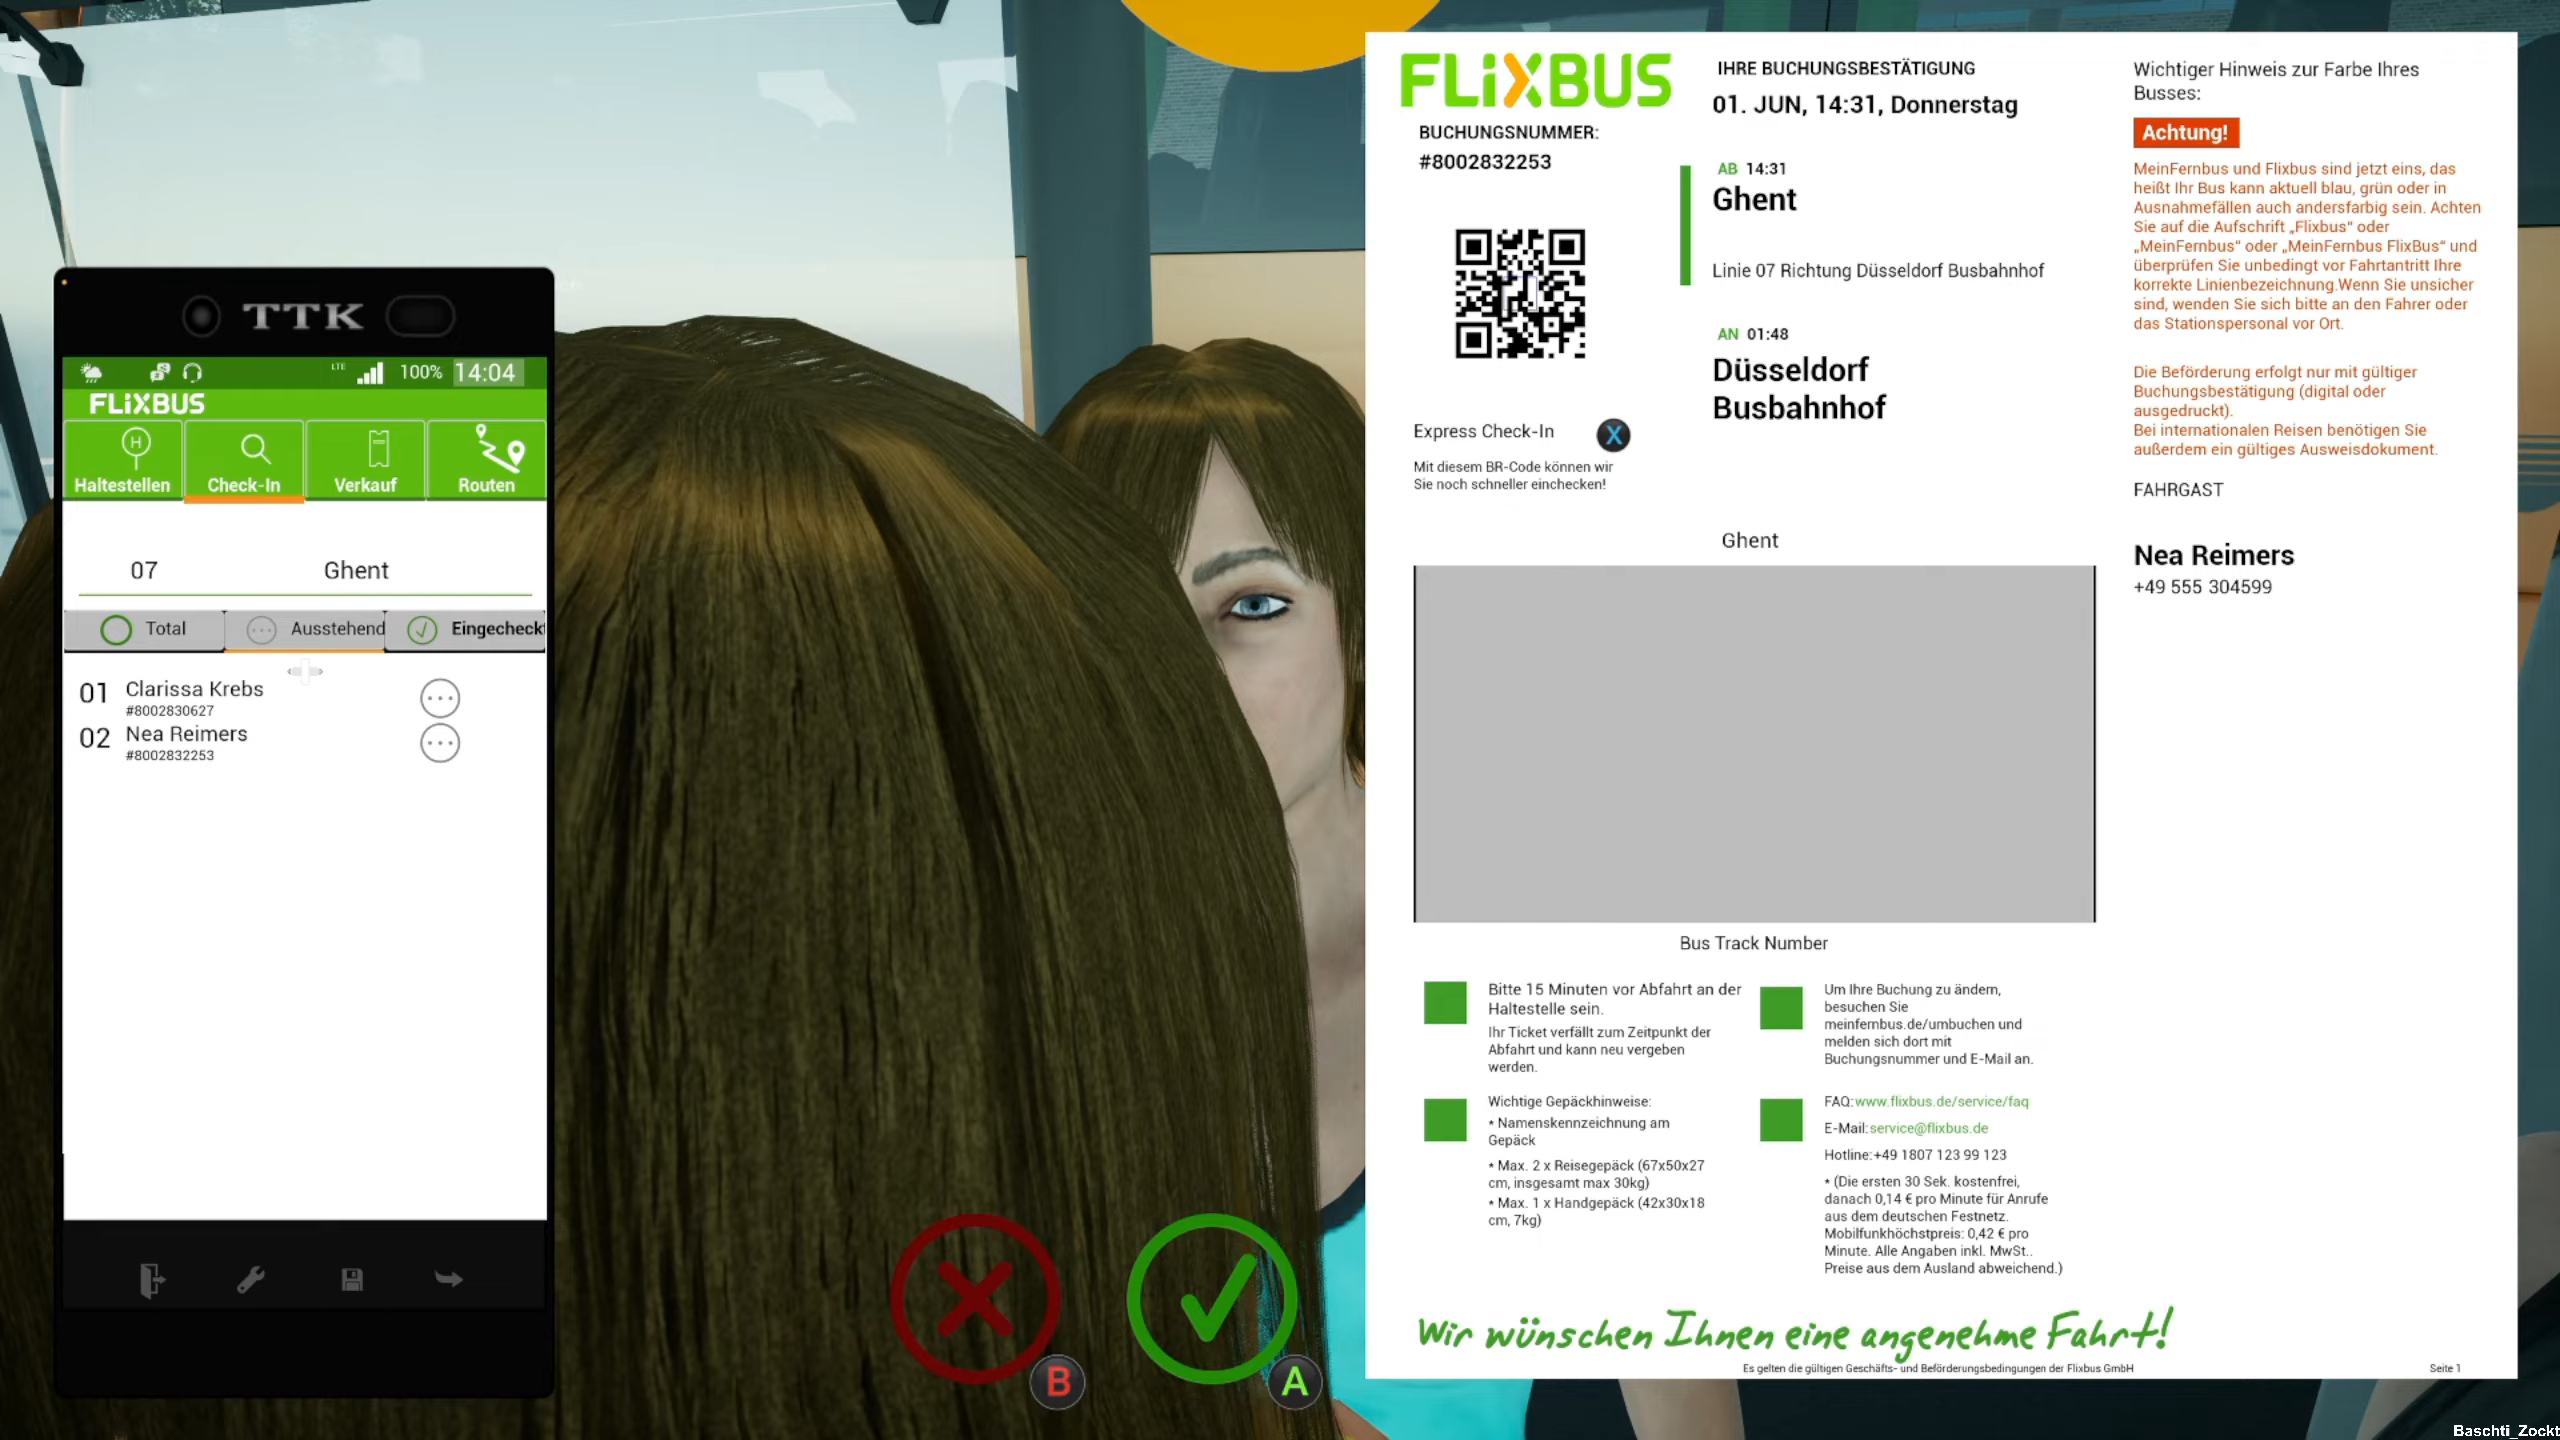 TTK
LTE 100% 14:04
FLiXBUS
Haltestellen Check-In Verkauf Routen
07 Ghent
Total Ausstehend Eingecheckt
01 Clarissa Krebs
#8002830627
02 Nea Reimers
#8002832253
B
A
FLiXBUS
BUCHUNGSNUMMER:
#8002832253
Express Check-In X
Mit diesem BR-Code können wir
Sie noch schneller einchecken!
IHRE BUCHUNGSBESTÄTIGUNG
01. JUN, 14:31, Donnerstag
AB 14:31
Ghent
Linie 07 Richtung Düsseldorf Busbahnhof
AN 01:48
Düsseldorf
Busbahnhof
Ghent
Bus Track Number
Bitte 15 Minuten vor Abfahrt an der
Haltestelle sein.
Ihr Ticket verfällt zum Zeitpunkt der
Abfahrt und kann neu vergeben
werden.
Wichtige Gepäckhinweise:
* Namenskennzeichnung am
Gepäck
* Max. 2 x Reisegepäck (67x50x27
cm, insgesamt max 30kg)
* Max. 1 x Handgepäck (42x30x18
cm, 7kg)
Um Ihre Buchung zu ändern,
besuchen Sie
meinfernbus.de/umbuchen und
melden sich dort mit
Buchungsnummer und E-Mail an.
FAQ:www.flixbus.de/service/faq
E-Mail:service@flixbus.de
Hotline:+49 1807 123 99 123
* (Die ersten 30 Sek. kostenfrei,
danach 0,14 € pro Minute für Anrufe
aus dem deutschen Festnetz.
Mobilfunkhöchstpreis: 0,42 € pro
Minute. Alle Angaben inkl. MwSt..
Preise aus dem Ausland abweichend.)
Wichtiger Hinweis zur Farbe Ihres
Busses:
Achtung!
MeinFernbus und Flixbus sind jetzt eins, das
heißt Ihr Bus kann aktuell blau, grün oder in
Ausnahmefällen auch andersfarbig sein. Achten
Sie auf die Aufschrift „Flixbus“ oder
„MeinFernbus“ oder „MeinFernbus FlixBus“ und
überprüfen Sie unbedingt vor Fahrtantritt Ihre
korrekte Linienbezeichnung.Wenn Sie unsicher
sind, wenden Sie sich bitte an den Fahrer oder
das Stationspersonal vor Ort.
Die Beförderung erfolgt nur mit gültiger
Buchungsbestätigung (digital oder
ausgedruckt).
Bei internationalen Reisen benötigen Sie
außerdem ein gültiges Ausweisdokument.
FAHRGAST
Nea Reimers
+49 555 304599
Wir wünschen Ihnen eine angenehme Fahrt!
Es gelten die gültigen Geschäfts- und Beförderungsbedingungen der Flixbus GmbH
Seite 1
Baschti_Zockt